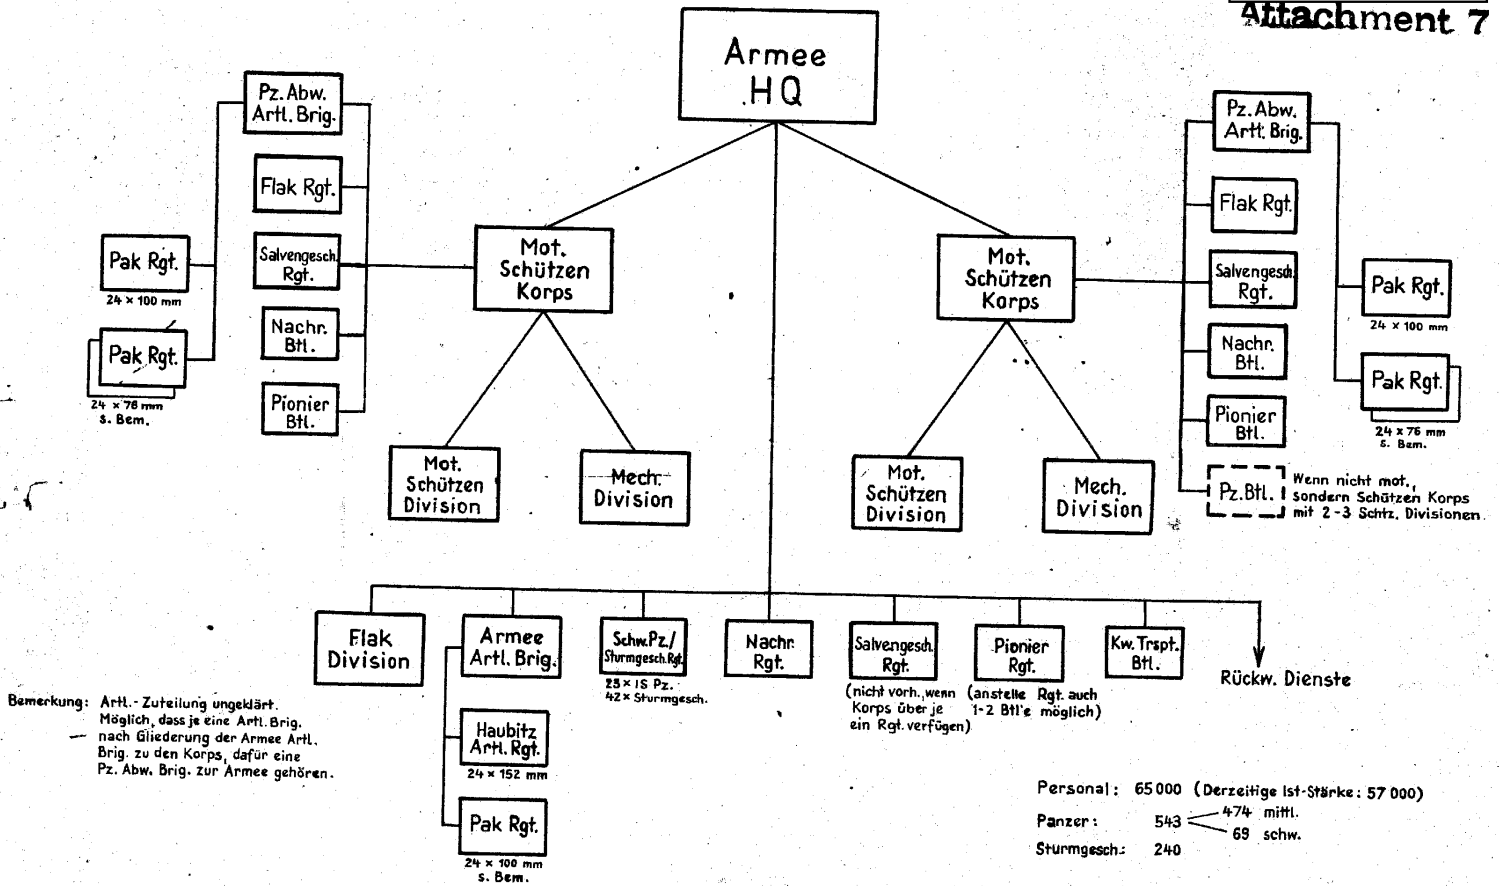 Attachment 7
Armee
HQ
Pz. Abw.
Artl. Brig.
Flak Rgt.
Salvengesch.
Rgt.
Nachr.
Btl.
Pionier
Btl.
Pak Rgt.
24 x 100 mm
Pak Rgt.
24 x 76 mm
s. Bem.
Mot.
Schützen
Korps
Mot.
Schützen
Division
Mech.
Division
Mot.
Schützen
Korps
Mot.
Schützen
Division
Mech.
Division
Pz. Abw.
Artl. Brig.
Flak Rgt.
Salvengesch.
Rgt.
Nachr.
Btl.
Pionier
Btl.
Pz. Btl.
Wenn nicht mot.,
sondern Schützen Korps
mit 2-3 Schtz. Divisionen.
Pak Rgt.
24 x 100 mm
Pak Rgt.
24 x 76 mm
s. Bem.
Flak
Division
Armee
Artl. Brig.
Haubitz
Artl. Rgt.
24 x 152 mm
Pak Rgt.
24 x 100 mm
s. Bem.
Schw. Pz./
Sturmgesch. Rgt.
23 x IS Pz.
42 x Sturmgesch.
Nachr.
Rgt.
Salvengesch.
Rgt.
(nicht vorh., wenn
Korps über je
ein Rgt. verfügen)
Pionier
Rgt.
(anstelle Rgt. auch
1-2 Btl'e möglich)
Kw. Trspt.
Btl.
Rückw. Dienste
Bemerkung: Artl.- Zuteilung ungeklärt.
Möglich, dass je eine Artl. Brig.
nach Gliederung der Armee Artl.
Brig. zu den Korps, dafür eine
Pz. Abw. Brig. zur Armee gehören.
Personal: 65 000 (Derzeitige Ist-Stärke: 57 000)
Panzer: 543 474 mittl.
69 schw.
Sturmgesch.: 240